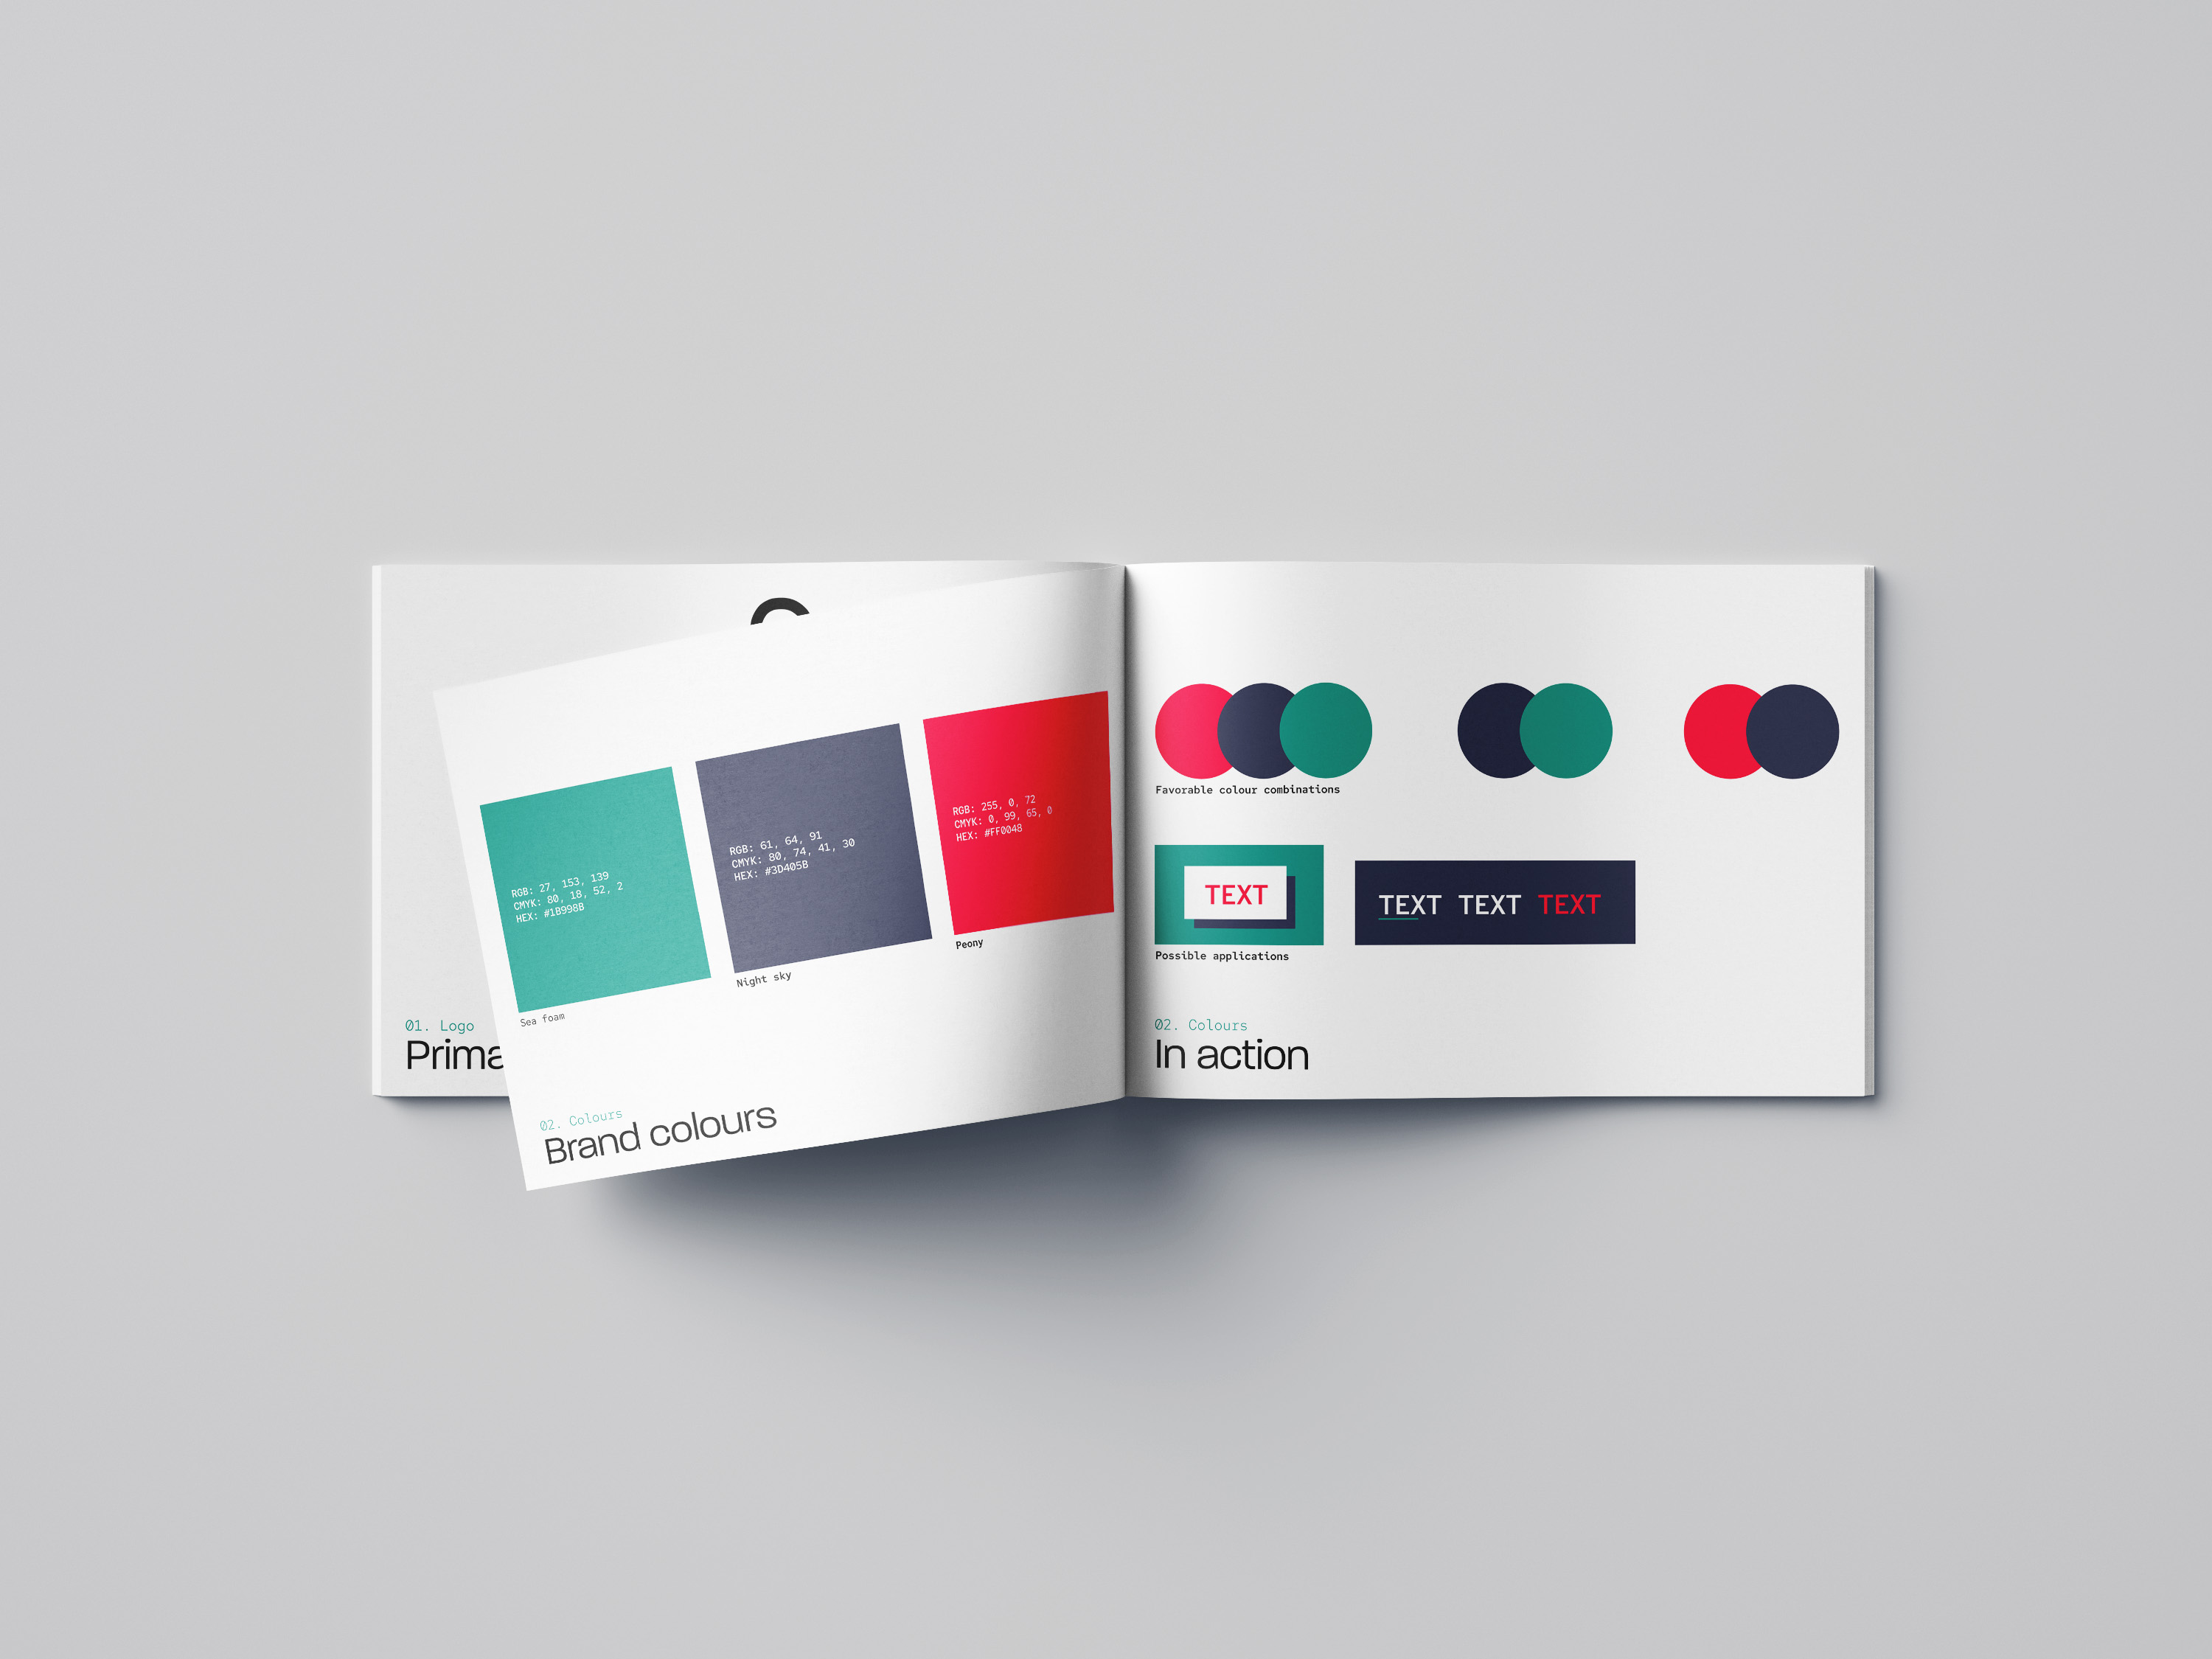 01. Logo
RGB: 27, 153, 139
CMYK: 80, 18, 52, 2
HEX: #1B998B
Sea foam
RGB: 61, 64, 91
CMYK: 80, 74, 41, 30
HEX: #3D405B
Night sky
RGB: 255, 0, 72
CMYK: 0, 99, 65, 0
HEX: #FF0048
Peony
02. Colours
Brand colours
Favorable colour combinations
TEXT
TEXT TEXT TEXT
Possible applications
02. Colours
In action